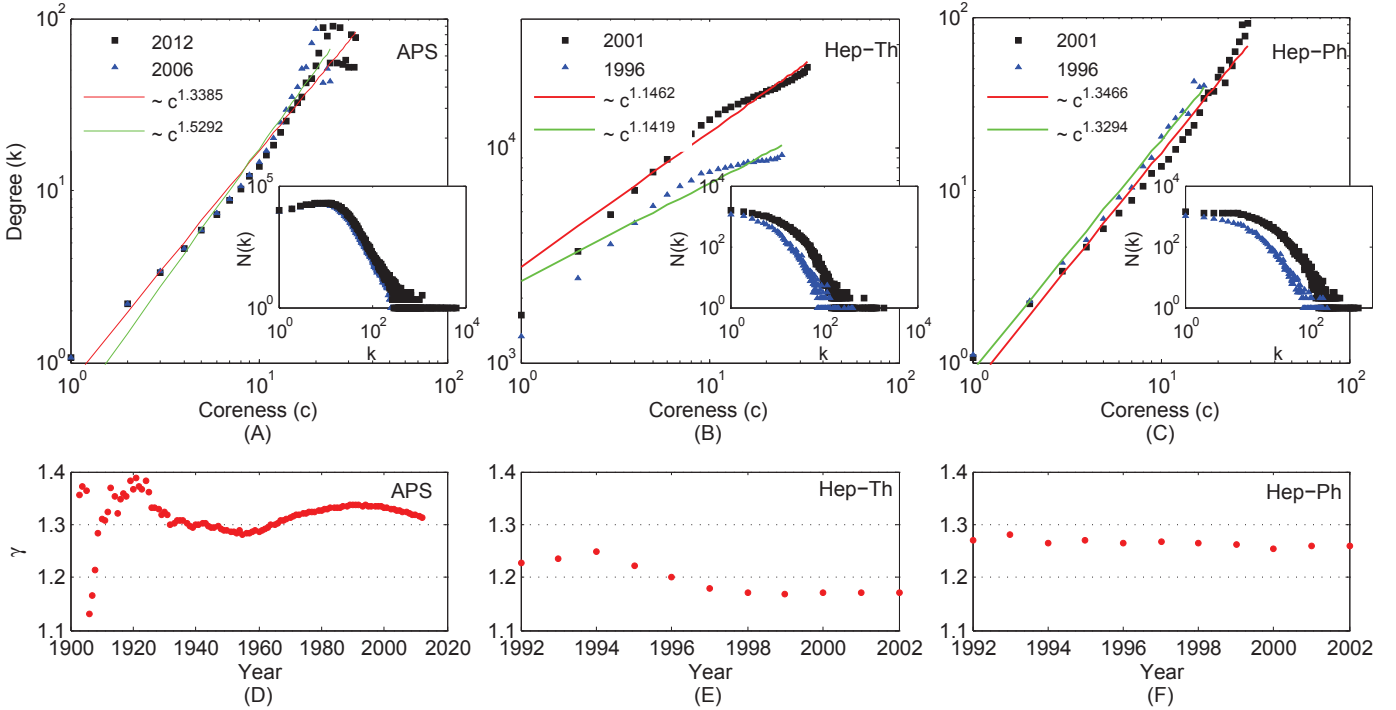 10^2
2012
2006
~ c^1.3385
~ c^1.5292
APS
Degree (k)
10^1
10^0
10^0
10^1
10^2
Coreness (c)
(A)
10^5
N(k)
10^0
10^0
10^2
10^4
k
2001
1996
~ c^1.1462
~ c^1.1419
Hep−Th
10^4
10^3
10^0
10^1
10^2
Coreness (c)
(B)
10^4
N(k)
10^2
10^0
10^0
10^2
10^4
k
10^2
2001
1996
~ c^1.3466
~ c^1.3294
Hep−Ph
10^1
10^0
10^0
10^1
10^2
Coreness (c)
(C)
10^4
N(k)
10^2
10^0
10^0
10^2
k
1.4
1.3
γ
1.2
1.1
APS
1900 1920 1940 1960 1980 2000 2020
Year
(D)
1.4
1.3
1.2
1.1
Hep−Th
1992 1994 1996 1998 2000 2002
Year
(E)
1.4
1.3
1.2
1.1
Hep−Ph
1992 1994 1996 1998 2000 2002
Year
(F)